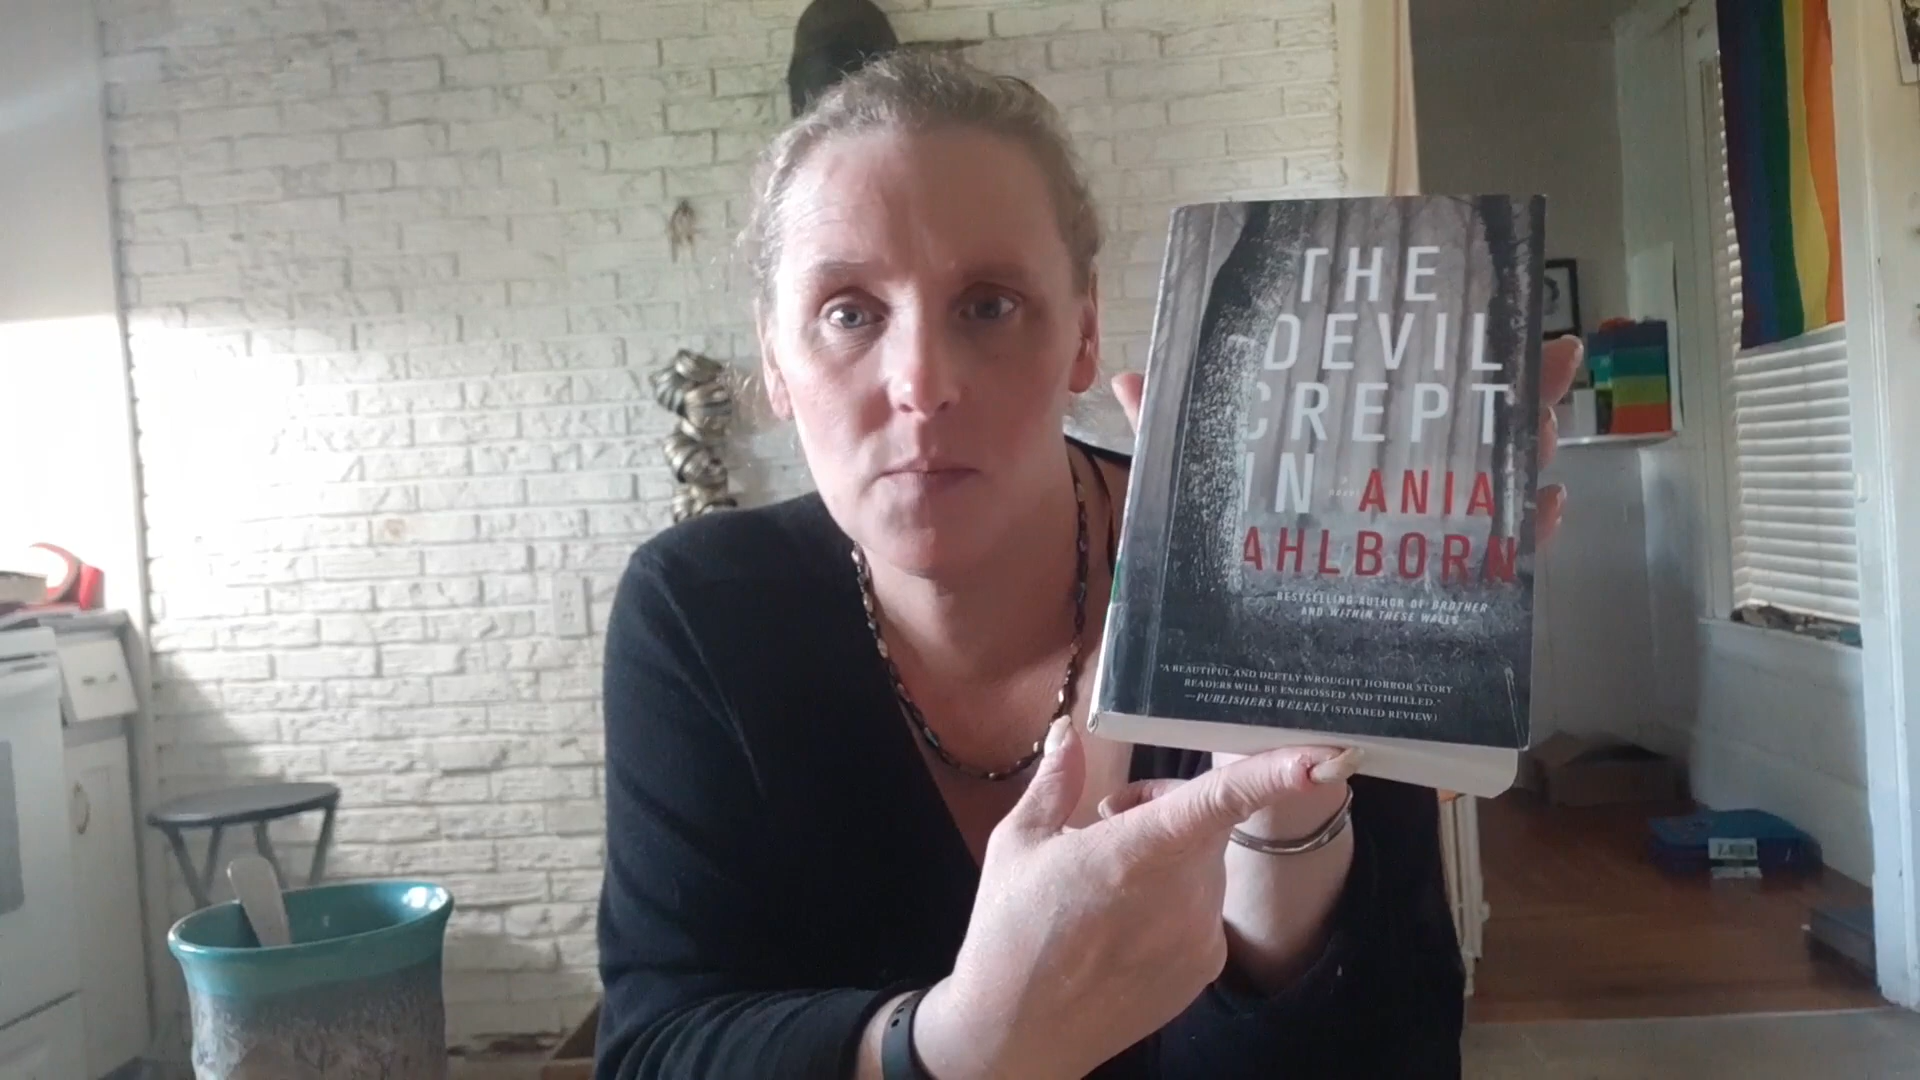 THE
DEVIL
CREPT
IN ANIA
AHLBORN
BESTSELLING AUTHOR OF BROTHER
AND WITHIN THESE WALLS
"A BEAUTIFUL AND DEFTLY WROUGHT HORROR STORY
READERS WILL BE ENGROSSED AND THRILLED."
—PUBLISHERS WEEKLY (STARRED REVIEW)